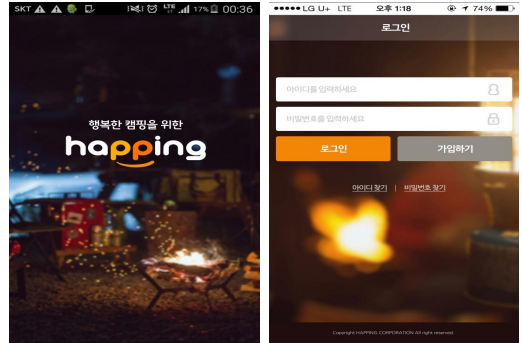 SKT LTE 17% 00:36
행복한 캠핑을 위한
happing
LG U+ LTE 오후 1:18 74%
로그인
아이디를 입력하세요
비밀번호를 입력하세요
로그인 가입하기
아이디 찾기 | 비밀번호 찾기
Copyright HAPPING CORPORATION All right reserved.